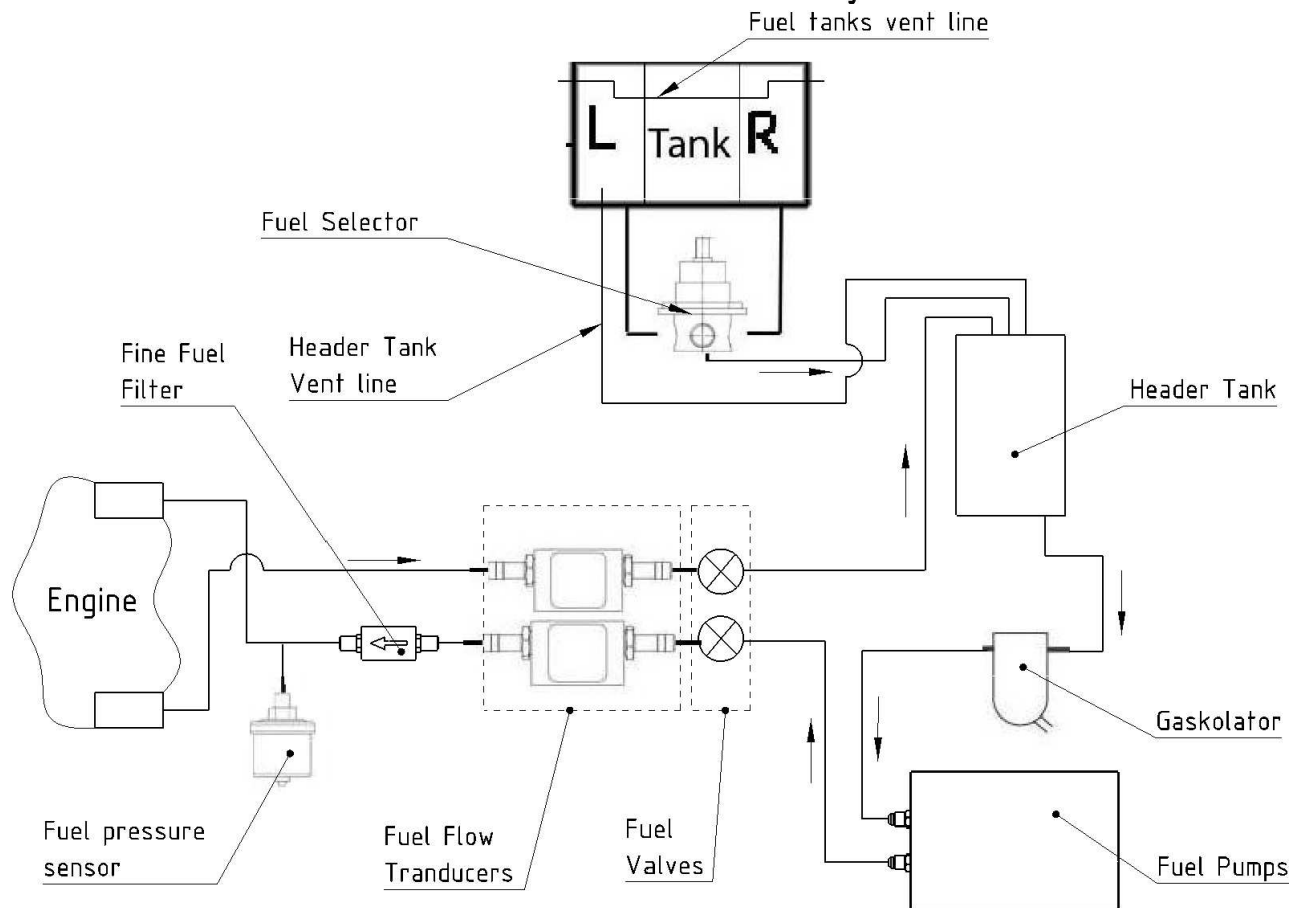 Fuel tanks vent line
L
Tank
R
Fuel Selector
Fine Fuel
Filter
Header Tank
Vent line
Header Tank
Engine
Gaskolator
Fuel pressure
sensor
Fuel Flow
Tranducers
Fuel
Valves
Fuel Pumps